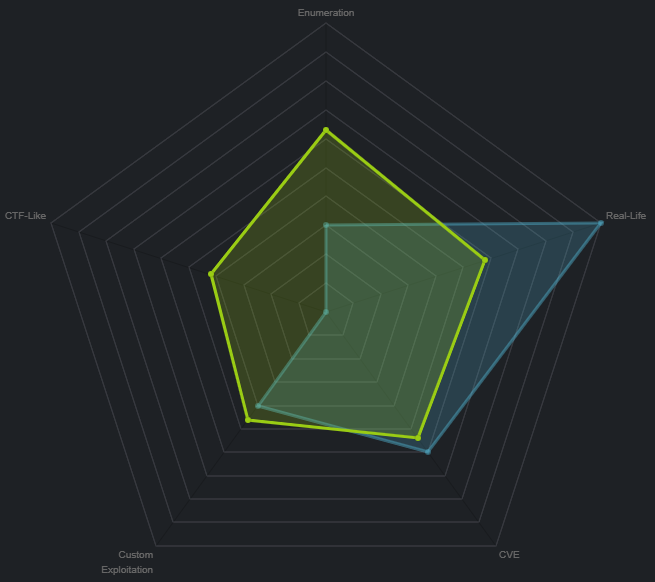 Enumeration
CTF-Like
Real-Life
Custom
Exploitation
CVE